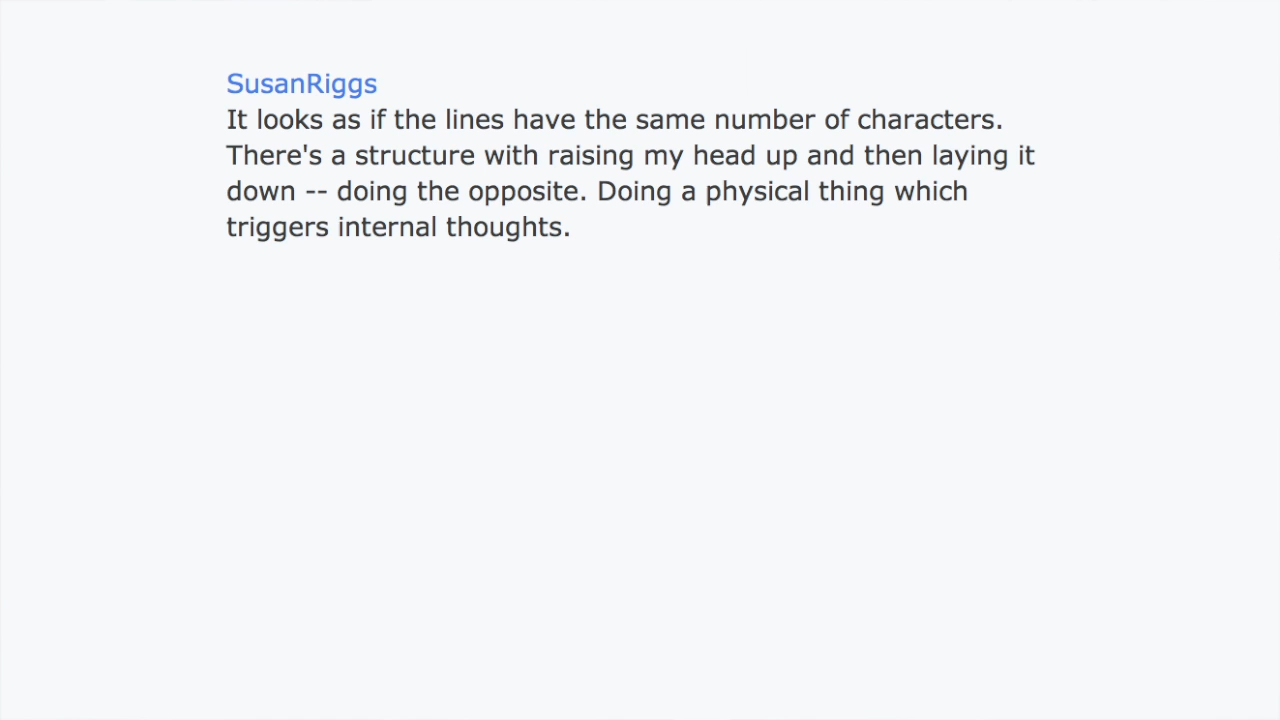 SusanRiggs
It looks as if the lines have the same number of characters.
There's a structure with raising my head up and then laying it
down -- doing the opposite. Doing a physical thing which
triggers internal thoughts.